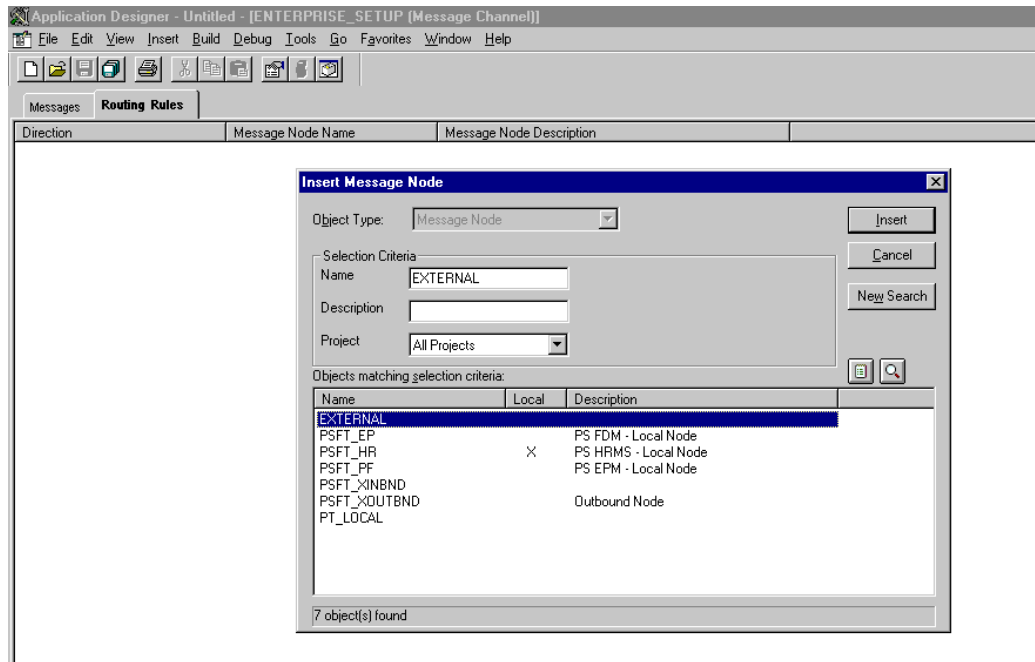 Application Designer - Untitled - [ENTERPRISE_SETUP (Message Channel)]
File Edit View Insert Build Debug Tools Go Favorites Window Help
Messages Routing Rules
Direction Message Node Name Message Node Description
Insert Message Node
Object Type: Message Node Insert
Selection Criteria Cancel
Name EXTERNAL
New Search
Description
Project All Projects
Objects matching selection criteria:
Name Local Description
EXTERNAL
PSFT_EP PS FDM - Local Node
PSFT_HR X PS HRMS - Local Node
PSFT_PF PS EPM - Local Node
PSFT_XINBND
PSFT_XOUTBND Outbound Node
PT_LOCAL
7 object(s) found